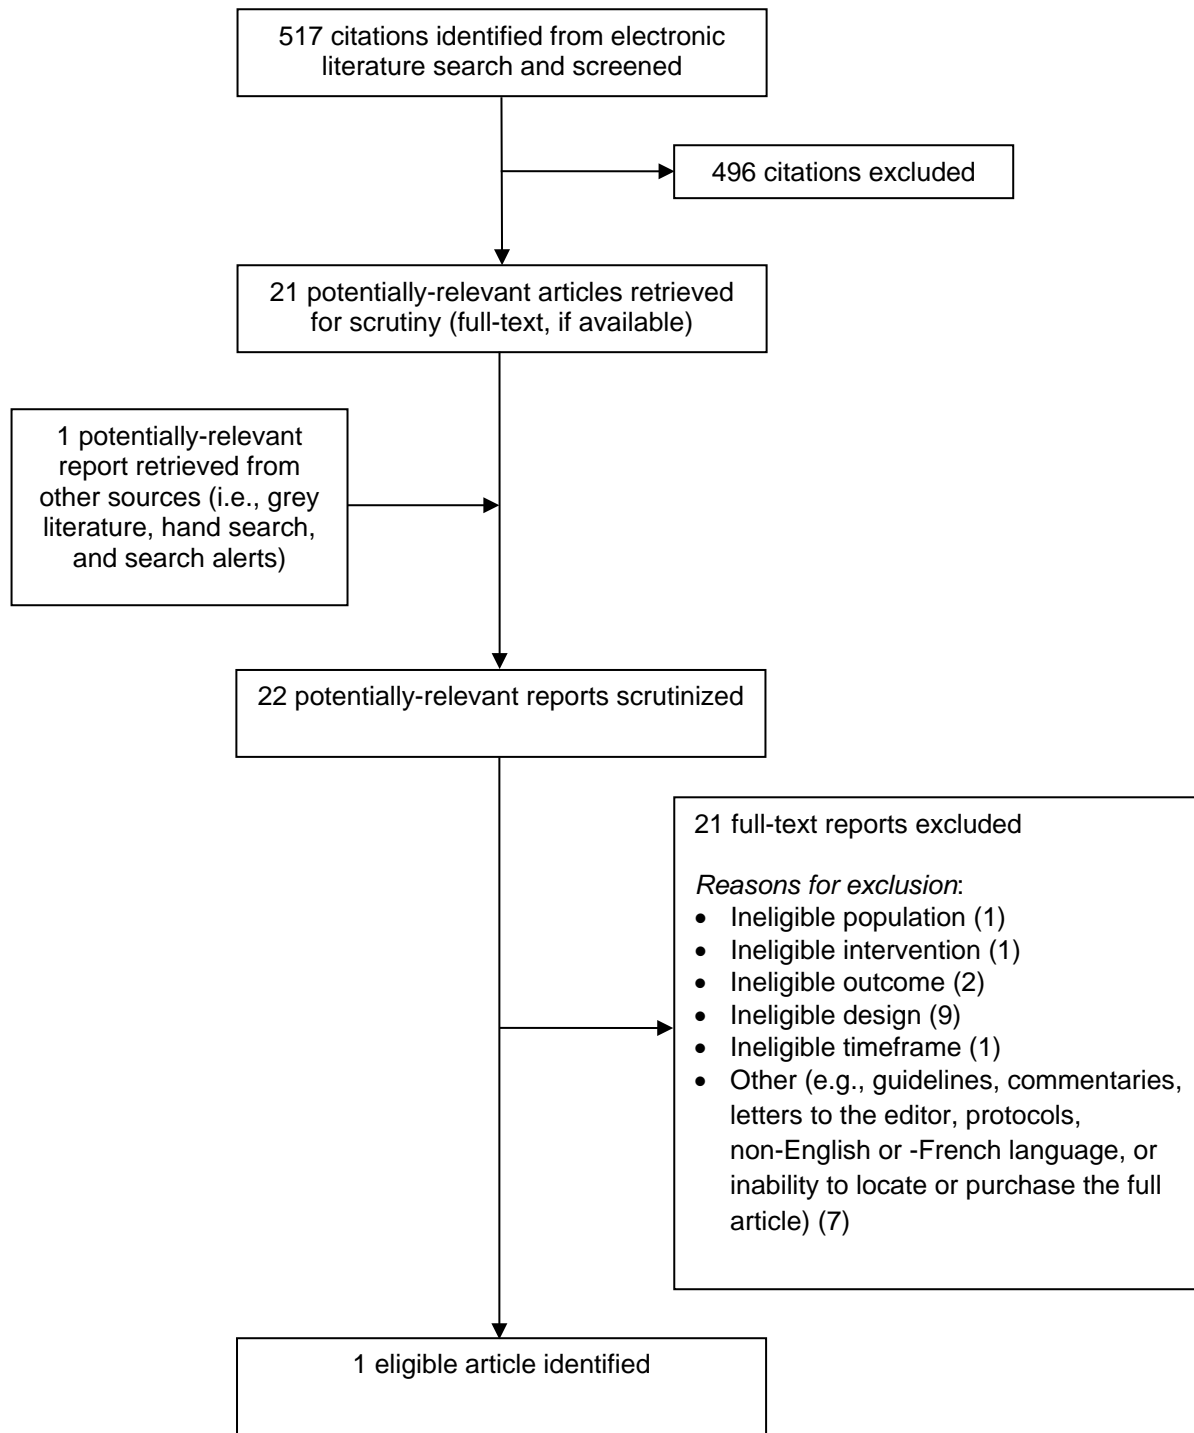 517 citations identified from electronic
literature search and screened
496 citations excluded
21 potentially-relevant articles retrieved
for scrutiny (full-text, if available)
1 potentially-relevant
report retrieved from
other sources (i.e., grey
literature, hand search,
and search alerts)
22 potentially-relevant reports scrutinized
21 full-text reports excluded
Reasons for exclusion:
• Ineligible population (1)
• Ineligible intervention (1)
• Ineligible outcome (2)
• Ineligible design (9)
• Ineligible timeframe (1)
• Other (e.g., guidelines, commentaries,
letters to the editor, protocols,
non-English or -French language, or
inability to locate or purchase the full
article) (7)
1 eligible article identified